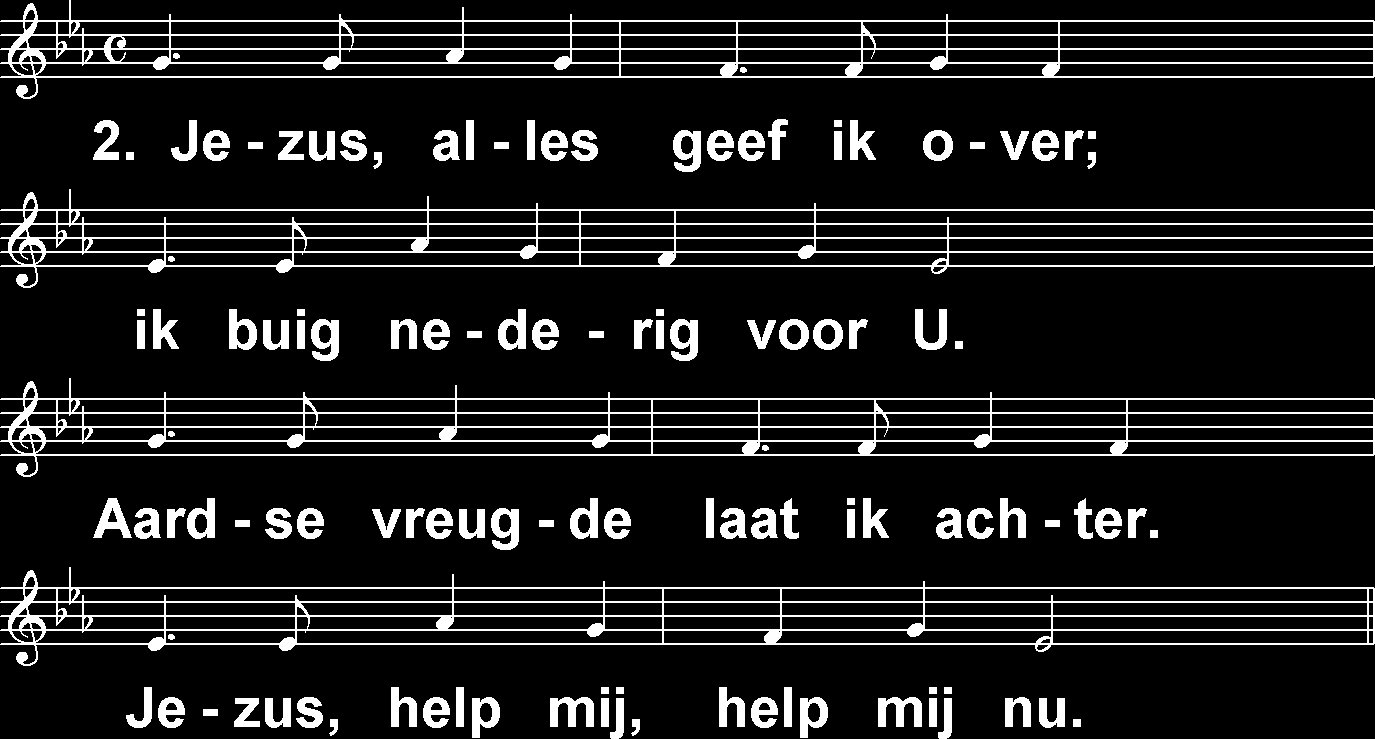 2. Je - zus, al - les geef ik o - ver;
ik buig ne - de - rig voor U.
Aard - se vreug - de laat ik ach - ter.
Je - zus, help mij, help mij nu.